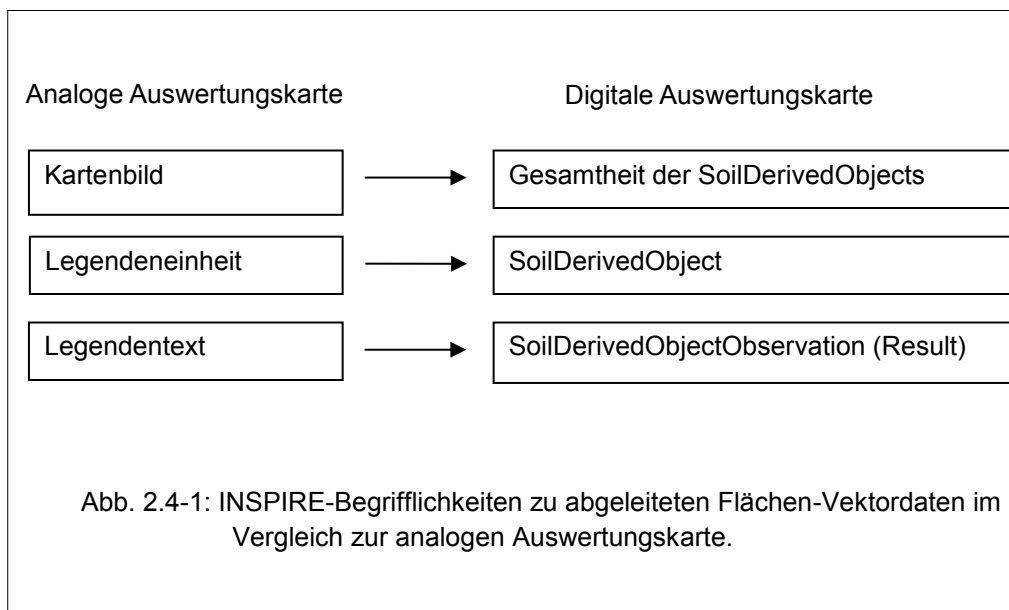 Analoge Auswertungskarte Digitale Auswertungskarte
Kartenbild Gesamtheit der SoilDerivedObjects
Legendeneinheit SoilDerivedObject
Legendentext SoilDerivedObjectObservation (Result)
Abb. 2.4-1: INSPIRE-Begrifflichkeiten zu abgeleiteten Flächen-Vektordaten im
Vergleich zur analogen Auswertungskarte.